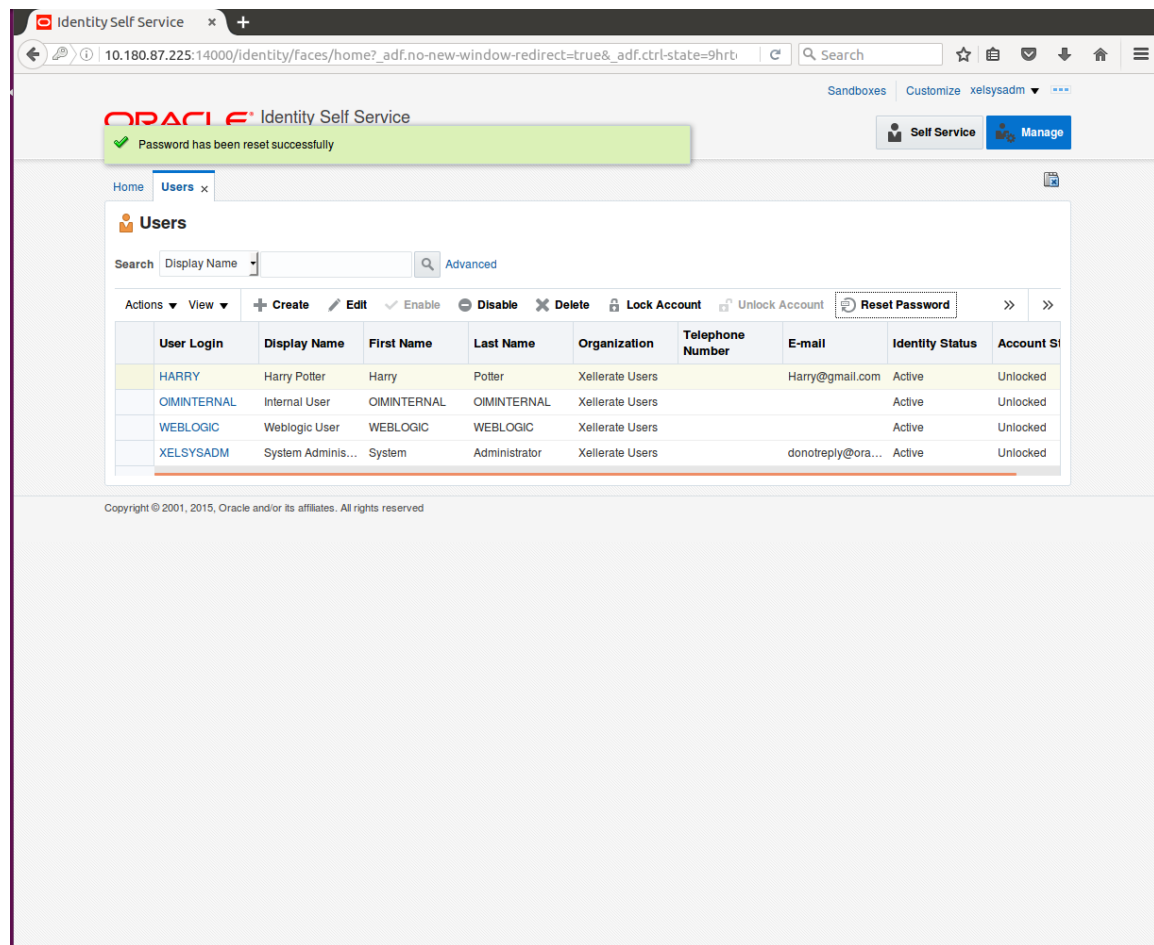 Identity Self Service × +
10.180.87.225:14000/identity/faces/home?_adf.no-new-window-redirect=true&_adf.ctrl-state=9hrt Search
Sandboxes Customize xelsysadm
ORACLE Identity Self Service
Self Service Manage
Password has been reset successfully
Home Users x
Users
Search Display Name Advanced
Actions View Create Edit Enable Disable Delete Lock Account Unlock Account Reset Password » »
User Login Display Name First Name Last Name Organization Telephone Number E-mail Identity Status Account St
HARRY Harry Potter Harry Potter Xellerate Users Harry@gmail.com Active Unlocked
OIMINTERNAL Internal User OIMINTERNAL OIMINTERNAL Xellerate Users Active Unlocked
WEBLOGIC Weblogic User WEBLOGIC WEBLOGIC Xellerate Users Active Unlocked
XELSYSADM System Adminis... System Administrator Xellerate Users donotreply@ora... Active Unlocked
Copyright © 2001, 2015, Oracle and/or its affiliates. All rights reserved